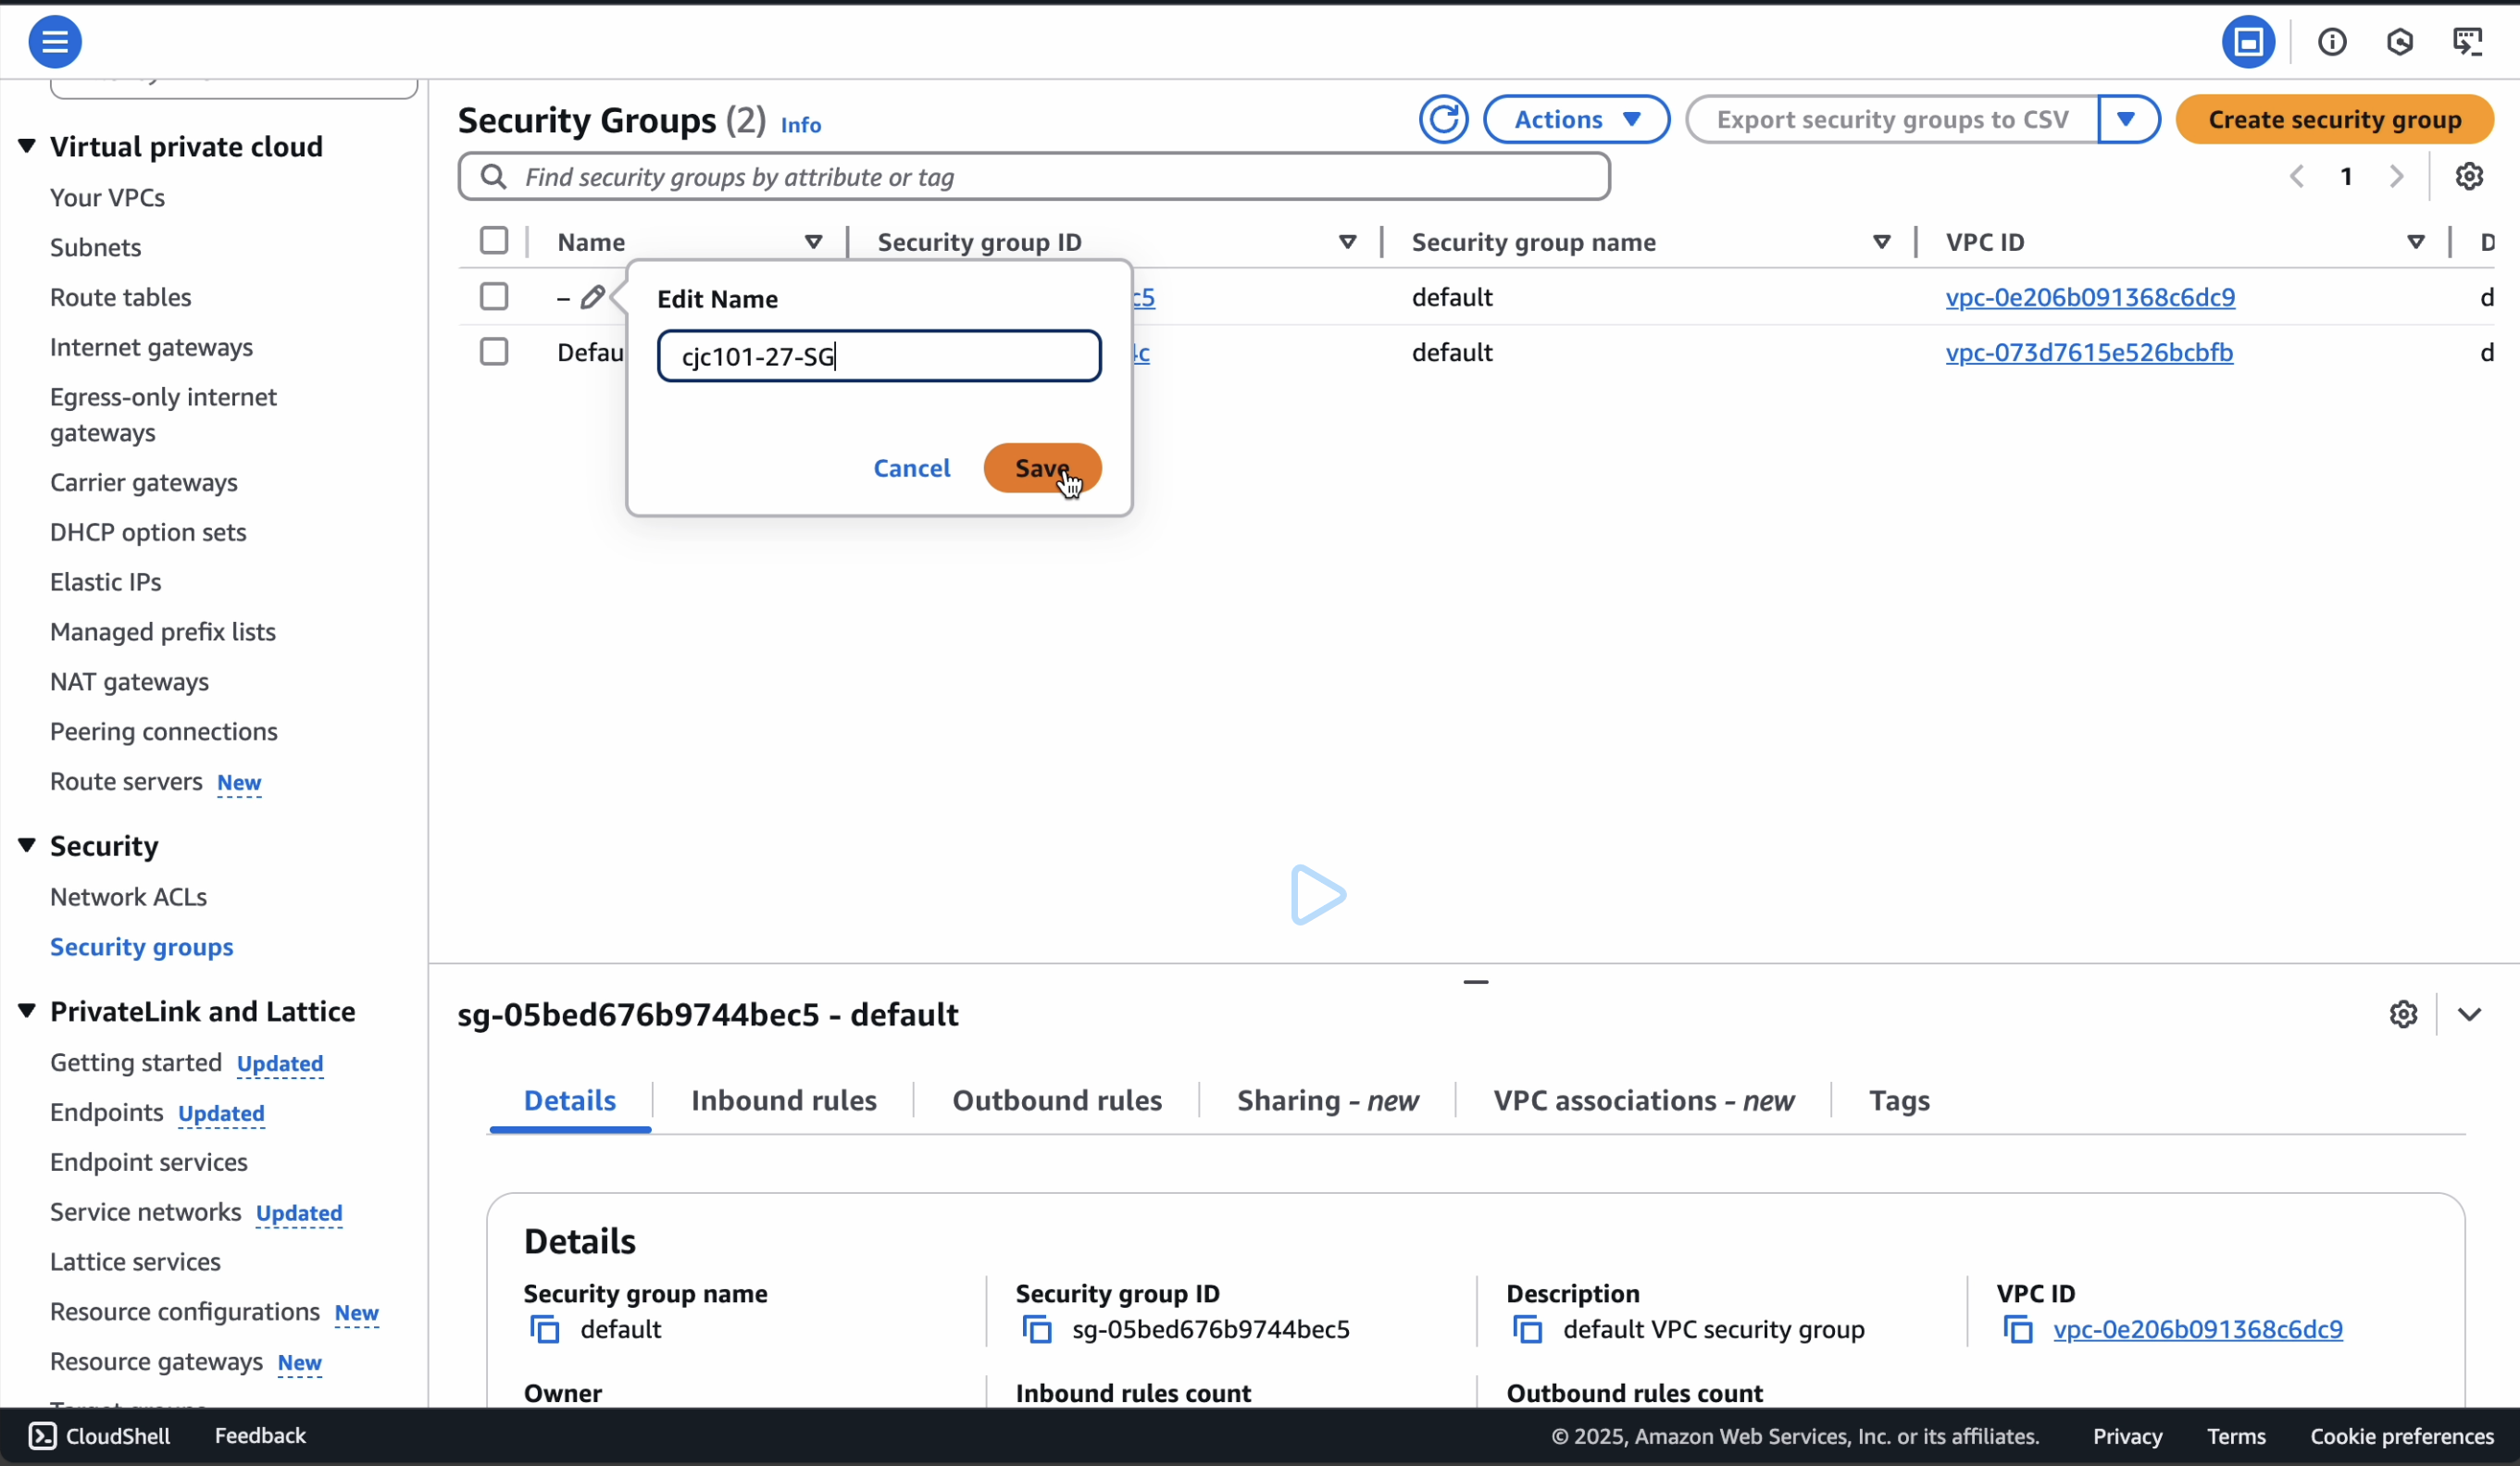 Security Groups (2) Info
Actions
Export security groups to CSV
Create security group
Find security groups by attribute or tag
1
Name
Security group ID
Security group name
VPC ID
D
–
c5
default
vpc-0e206b091368c6dc9
d
Defau
default
vpc-073d7615e526bcbfb
d
Edit Name
cjc101-27-SG
Cancel
Save
Virtual private cloud
Your VPCs
Subnets
Route tables
Internet gateways
Egress-only internet
gateways
Carrier gateways
DHCP option sets
Elastic IPs
Managed prefix lists
NAT gateways
Peering connections
Route servers New
Security
Network ACLs
Security groups
PrivateLink and Lattice
Getting started Updated
Endpoints Updated
Endpoint services
Service networks Updated
Lattice services
Resource configurations New
Resource gateways New
sg-05bed676b9744bec5 - default
Details
Inbound rules
Outbound rules
Sharing - new
VPC associations - new
Tags
Details
Security group name
default
Security group ID
sg-05bed676b9744bec5
Description
default VPC security group
VPC ID
vpc-0e206b091368c6dc9
Owner
Inbound rules count
Outbound rules count
CloudShell
Feedback
© 2025, Amazon Web Services, Inc. or its affiliates.
Privacy
Terms
Cookie preferences